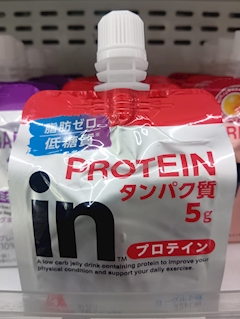 脂肪ゼロ
低糖質
PROTEIN
タンパク質
5g
in
プロテイン
A low carb jelly drink containing protein to improve your
physical condition and support your daily exercise.